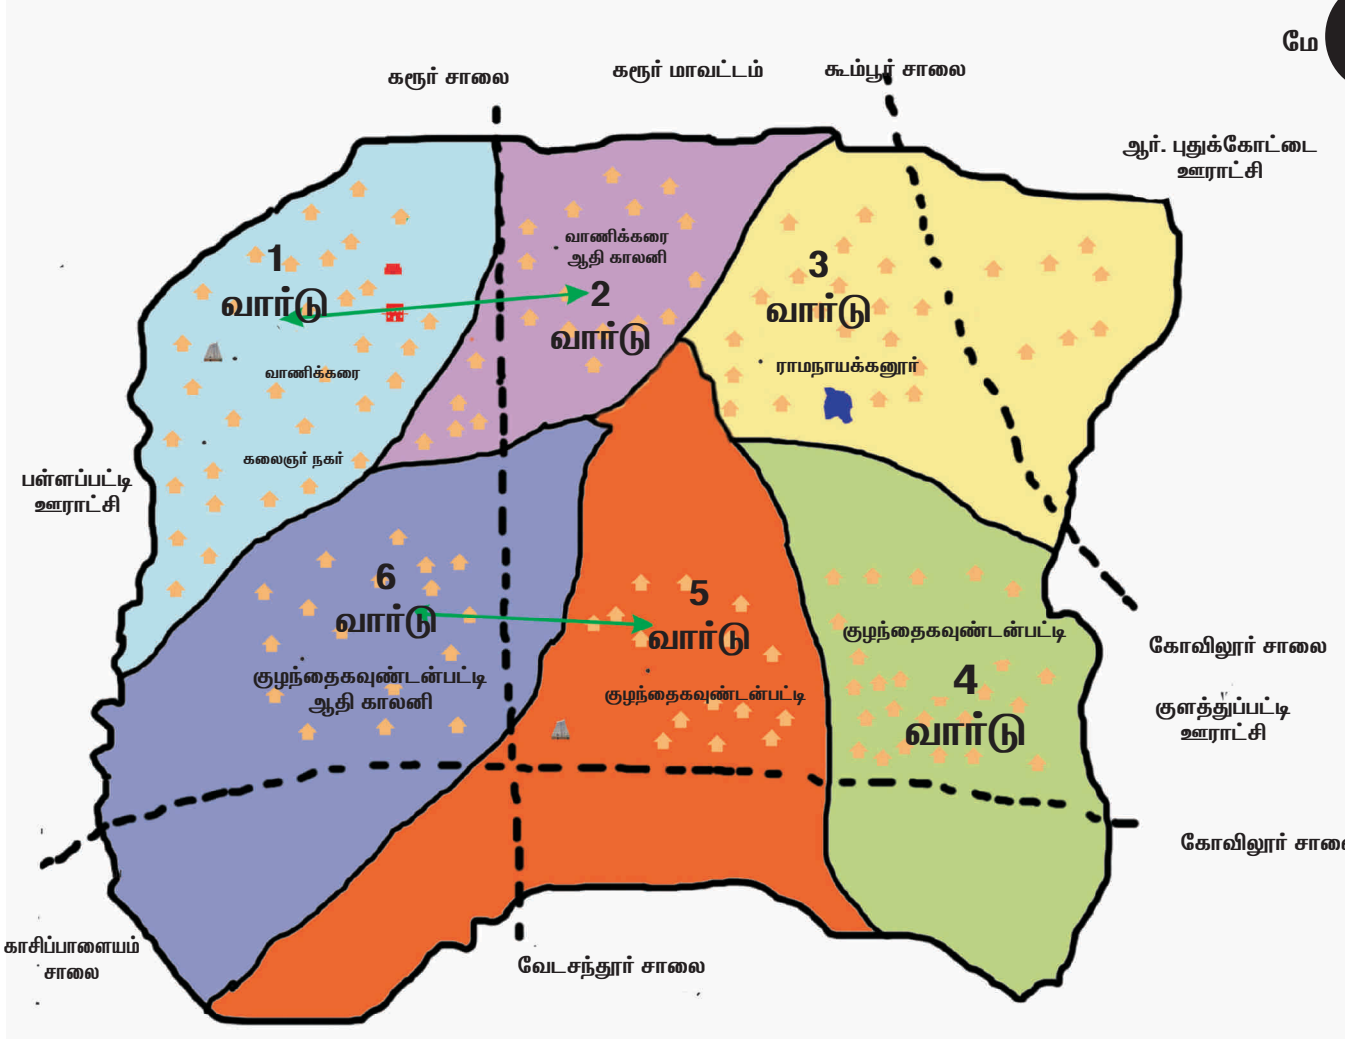 மே
கரூர் சாலை
கரூர் மாவட்டம்
கூம்பூர் சாலை
ஆர். புதுக்கோட்டை
ஊராட்சி
1
வார்டு
வாணிக்கரை
கலைஞர் நகர்
வாணிக்கரை
ஆதி காலனி
2
வார்டு
3
வார்டு
ராமநாயக்கனூர்
பள்ளப்பட்டி
ஊராட்சி
6
வார்டு
குழந்தைகவுண்டன்பட்டி
ஆதி காலனி
5
வார்டு
குழந்தைகவுண்டன்பட்டி
குழந்தைகவுண்டன்பட்டி
4
வார்டு
கோவிலூர் சாலை
குளத்துப்பட்டி
ஊராட்சி
கோவிலூர் சாலை
காசிப்பாளையம்
சாலை
வேடசந்தூர் சாலை